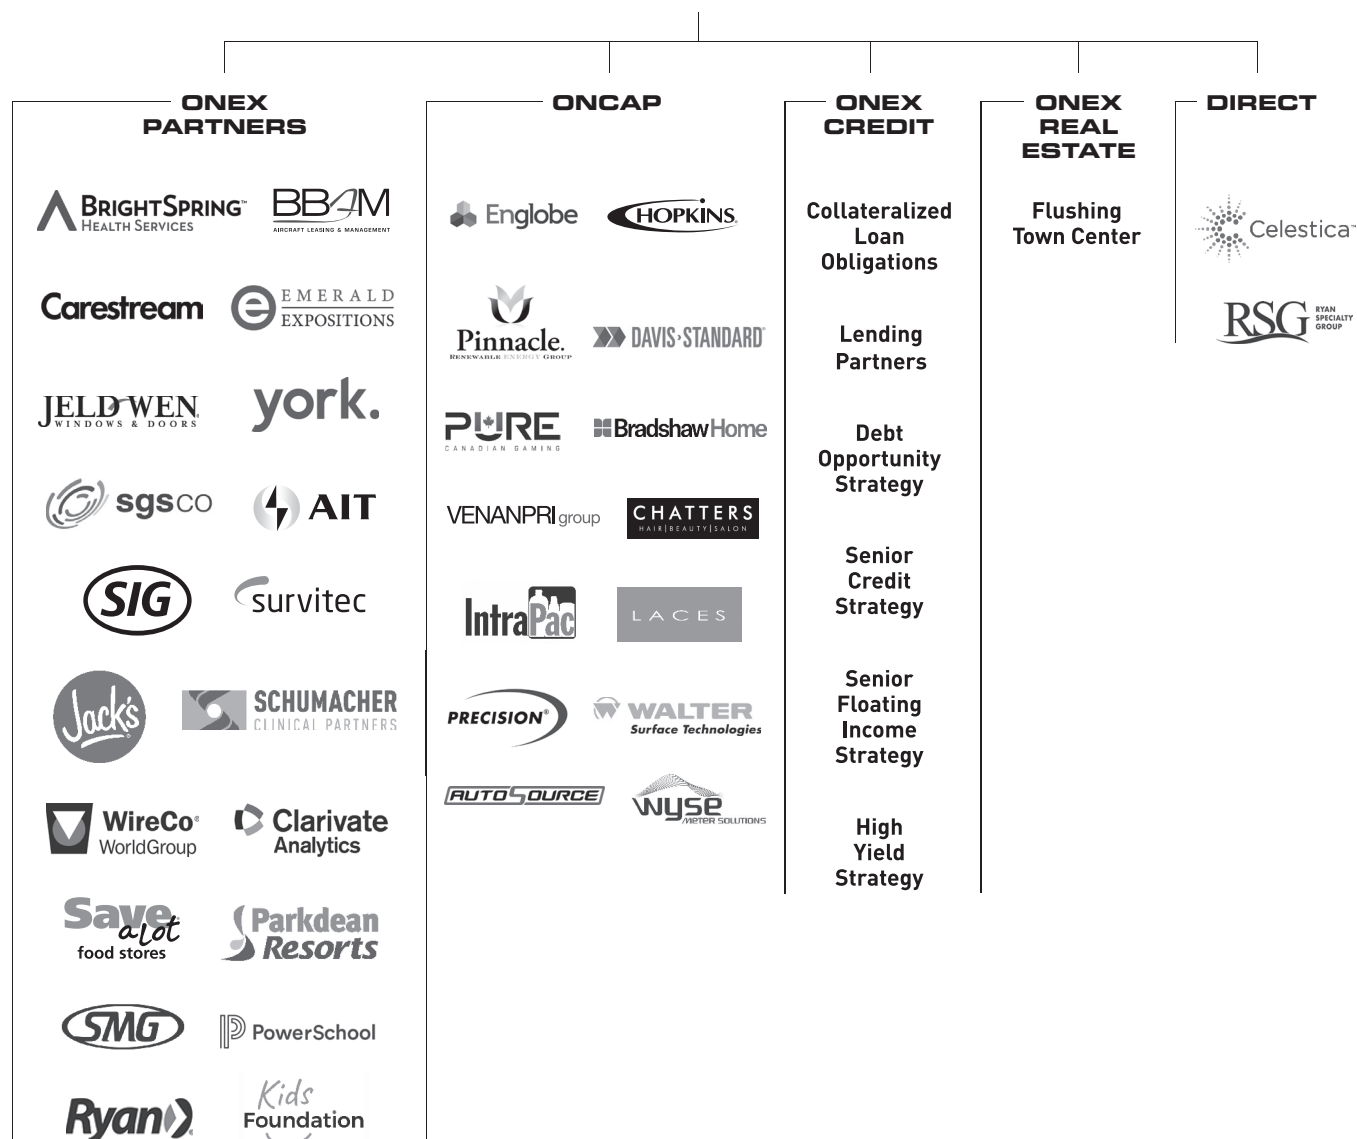 ONEX
PARTNERS
BRIGHTSPRING™
HEALTH SERVICES
BBAM
AIRCRAFT LEASING & MANAGEMENT
Carestream
e
EMERALD
EXPOSITIONS
JELD-WEN®
WINDOWS & DOORS
york.
sgsco
AIT
SIG
survitec
Jack's®
SCHUMACHER
CLINICAL PARTNERS
WireCo®
WorldGroup
Clarivate
Analytics
Save
a lot
food stores
Parkdean
Resorts
SMG
PowerSchool
Ryan
Kids
Foundation
ONCAP
Englobe
HOPKINS®
Pinnacle.
RENEWABLE ENERGY GROUP
DAVIS-STANDARD®
PURE
CANADIAN GAMING
BradshawHome
VENANPRI group
CHATTERS
HAIR|BEAUTY|SALON
IntraPac
LACES
PRECISION®
WALTER
Surface Technologies
AUTOSOURCE
wyse
METER SOLUTIONS
ONEX
CREDIT
Collateralized
Loan
Obligations
Lending
Partners
Debt
Opportunity
Strategy
Senior
Credit
Strategy
Senior
Floating
Income
Strategy
High
Yield
Strategy
ONEX
REAL
ESTATE
Flushing
Town Center
DIRECT
Celestica™
RSG
RYAN
SPECIALTY
GROUP